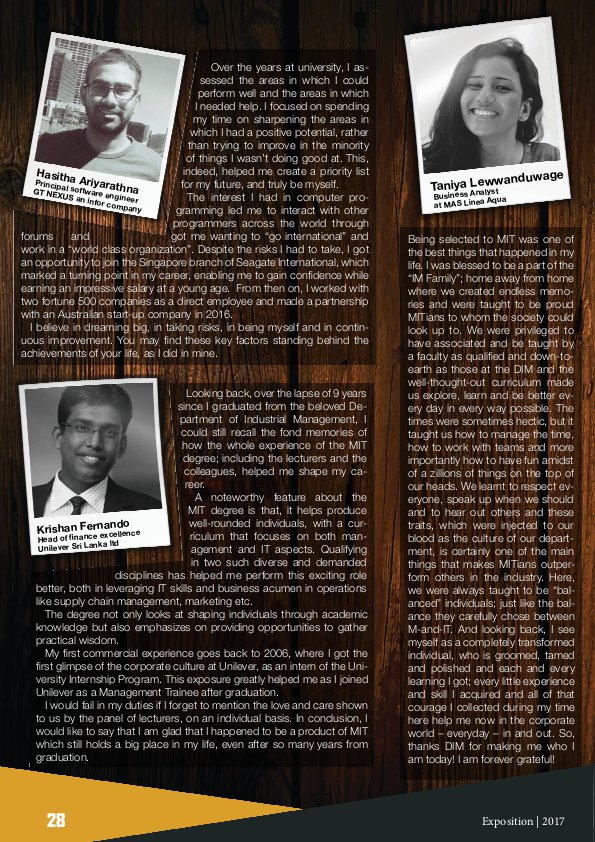 Hasitha Ariyarathna
Principal software engineer
GT NEXUS an infor company
Over the years at university, I as-
sessed the areas in which I could
perform well and the areas in which
I needed help. I focused on spending
my time on sharpening the areas in
which I had a positive potential, rather
than trying to improve in the minority
of things I wasn't doing good at. This,
indeed, helped me create a priority list
for my future, and truly be myself.
The interest I had in computer pro-
gramming led me to interact with other
programmers across the world through
forums and got me wanting to "go international" and
work in a "world class organization". Despite the risks I had to take, I got
an opportunity to join the Singapore branch of Seagate International, which
marked a turning point in my career, enabling me to gain confidence while
earning an impressive salary at a young age. From then on, I worked with
two fortune 500 companies as a direct employee and made a partnership
with an Australian start-up company in 2016.
I believe in dreaming big, in taking risks, in being myself and in contin-
uous improvement. You may find these key factors standing behind the
achievements of your life, as I did in mine.
Krishan Fernando
Head of finance excellence
Unilever Sri Lanka ltd
Looking back, over the lapse of 9 years
since I graduated from the beloved De-
partment of Industrial Management, I
could still recall the fond memories of
how the whole experience of the MIT
degree; including the lecturers and the
colleagues, helped me shape my ca-
reer.
A noteworthy feature about the
MIT degree is that, it helps produce
well-rounded individuals, with a cur-
riculum that focuses on both man-
agement and IT aspects. Qualifying
in two such diverse and demanded
disciplines has helped me perform this exciting role
better, both in leveraging IT skills and business acumen in operations
like supply chain management, marketing etc.
The degree not only looks at shaping individuals through academic
knowledge but also emphasizes on providing opportunities to gather
practical wisdom.
My first commercial experience goes back to 2006, where I got the
first glimpse of the corporate culture at Unilever, as an intern of the Uni-
versity Internship Program. This exposure greatly helped me as I joined
Unilever as a Management Trainee after graduation.
I would fail in my duties if I forget to mention the love and care shown
to us by the panel of lecturers, on an individual basis. In conclusion, I
would like to say that I am glad that I happened to be a product of MIT
which still holds a big place in my life, even after so many years from
graduation.
Taniya Lewwanduwage
Business Analyst
at MAS Linea Aqua
Being selected to MIT was one of
the best things that happened in my
life. I was blessed to be a part of the
"IM Family"; home away from home
where we created endless memo-
ries and were taught to be proud
MITians to whom the society could
look up to. We were privileged to
have associated and be taught by
a faculty as qualified and down-to-
earth as those at the DIM and the
well-thought-out curriculum made
us explore, learn and be better ev-
ery day in every way possible. The
times were sometimes hectic, but it
taught us how to manage the time,
how to work with teams and more
importantly how to have fun amidst
of a zillions of things on the top of
our heads. We learnt to respect ev-
eryone, speak up when we should
and to hear out others and these
traits, which were injected to our
blood as the culture of our depart-
ment, is certainly one of the main
things that makes MITians outper-
form others in the industry. Here,
we were always taught to be "bal-
anced" individuals; just like the bal-
ance they carefully chose between
M-and-IT. And looking back, I see
myself as a completely transformed
individual, who is groomed, tamed
and polished and each and every
learning I got; every little experience
and skill I acquired and all of that
courage I collected during my time
here help me now in the corporate
world – everyday – in and out. So,
thanks DIM for making me who I
am today! I am forever grateful!
28
Exposition | 2017